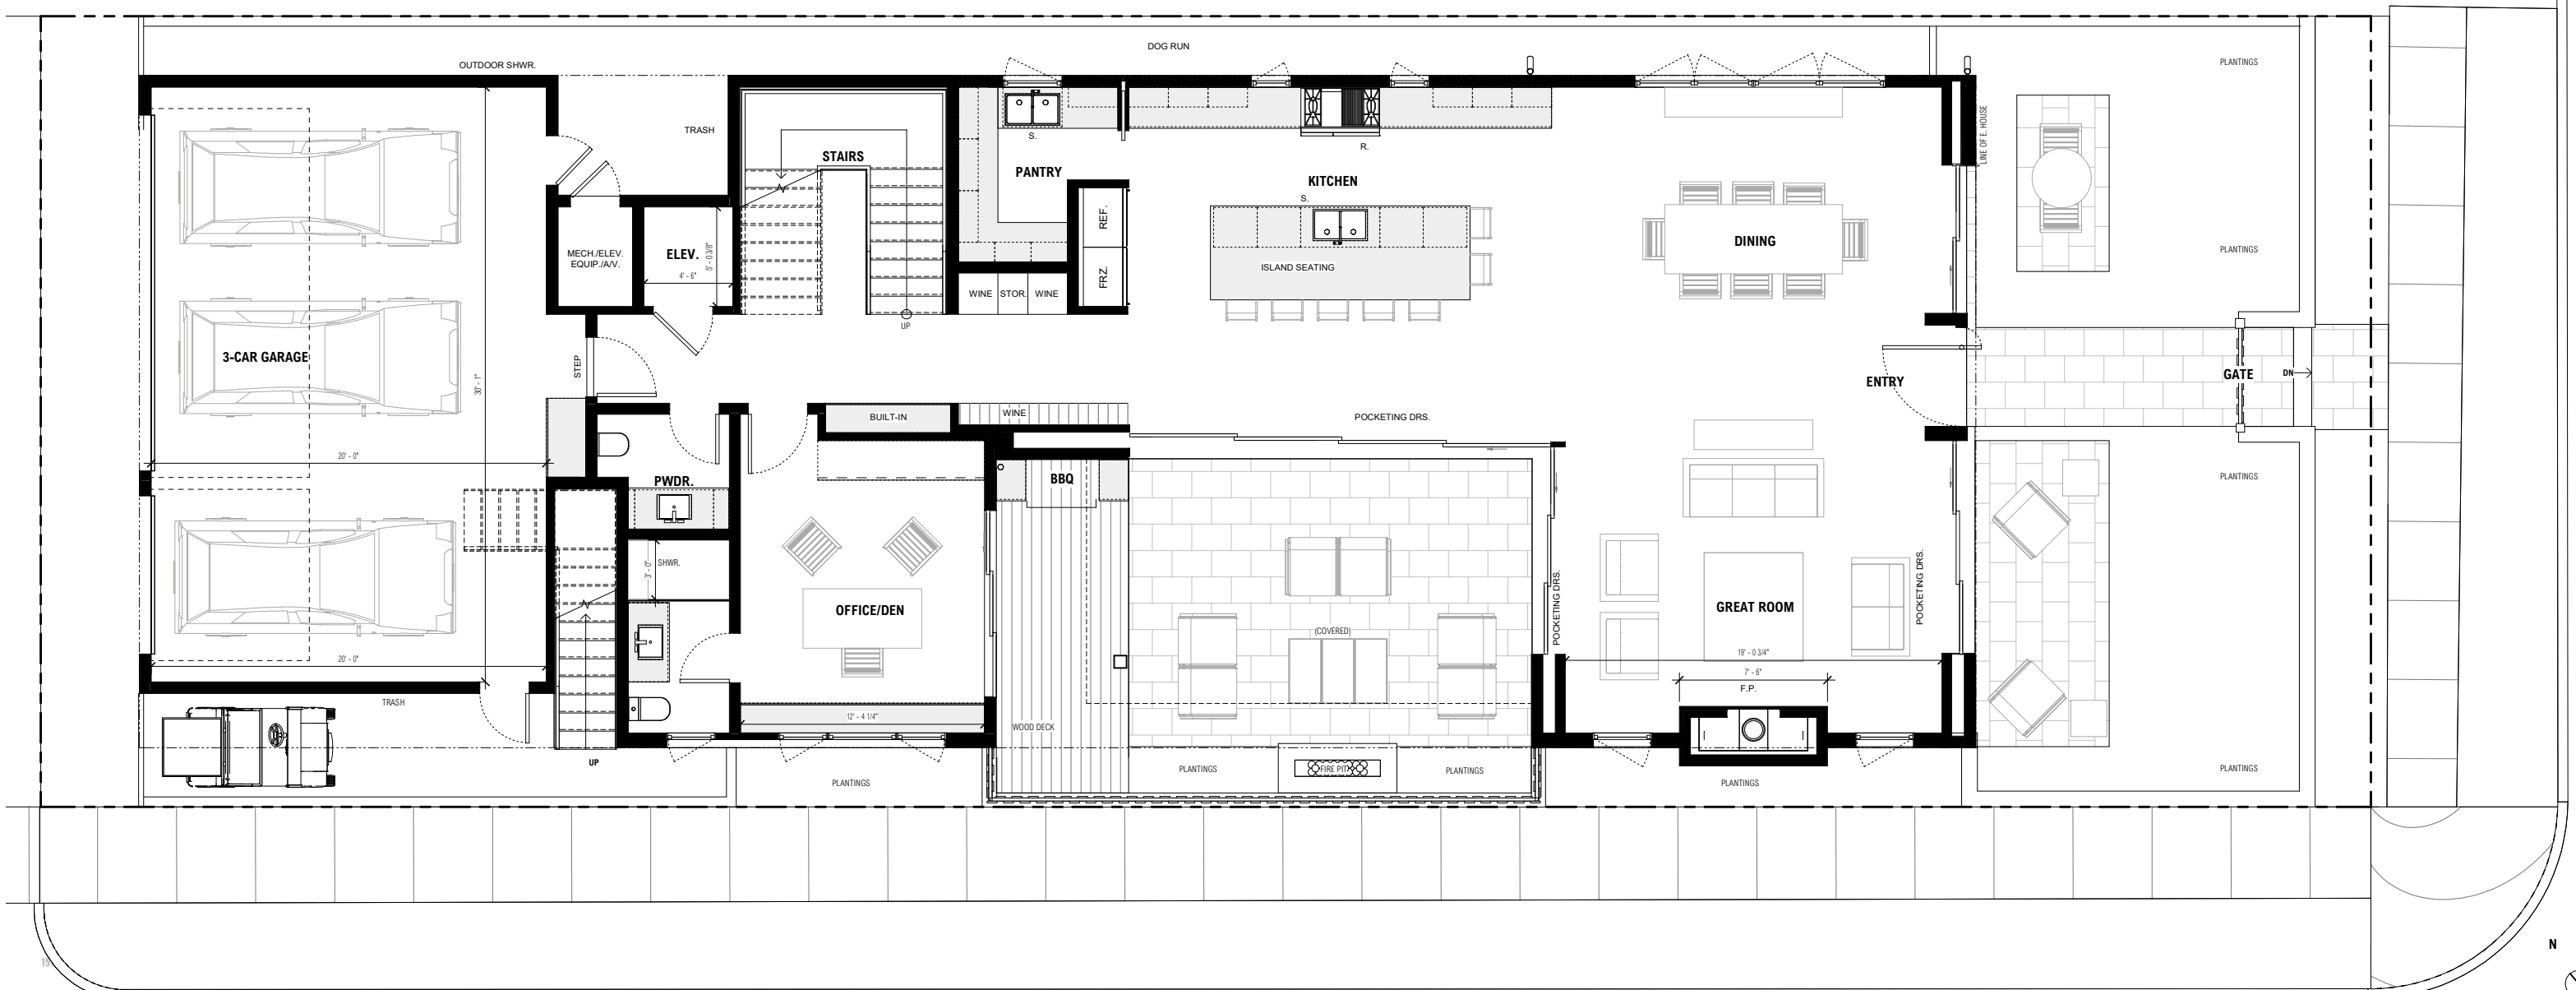 DOG RUN
OUTDOOR SHWR.
PLANTINGS
TRASH
LINE OF E. HOUSE
STAIRS
S.
R.
PANTRY
KITCHEN
S.
REF.
FRZ.
MECH./ELEV.
EQUIP./A/V.
ELEV.
5' - 0 3/8"
4' - 6"
DINING
PLANTINGS
ISLAND SEATING
WINE
STOR.
WINE
UP
3-CAR GARAGE
30' - 1"
STEP
ENTRY
GATE
DN
BUILT-IN
WINE
POCKETING DRS.
20' - 0"
PWDR.
BBQ
PLANTINGS
SHWR.
3' - 0"
OFFICE/DEN
(COVERED)
POCKETING DRS.
GREAT ROOM
POCKETING DRS.
20' - 0"
19' - 0 3/4"
7' - 6"
F.P.
TRASH
12' - 4 1/4"
WOOD DECK
UP
PLANTINGS
PLANTINGS
FIRE PIT
PLANTINGS
PLANTINGS
PLANTINGS
N
15